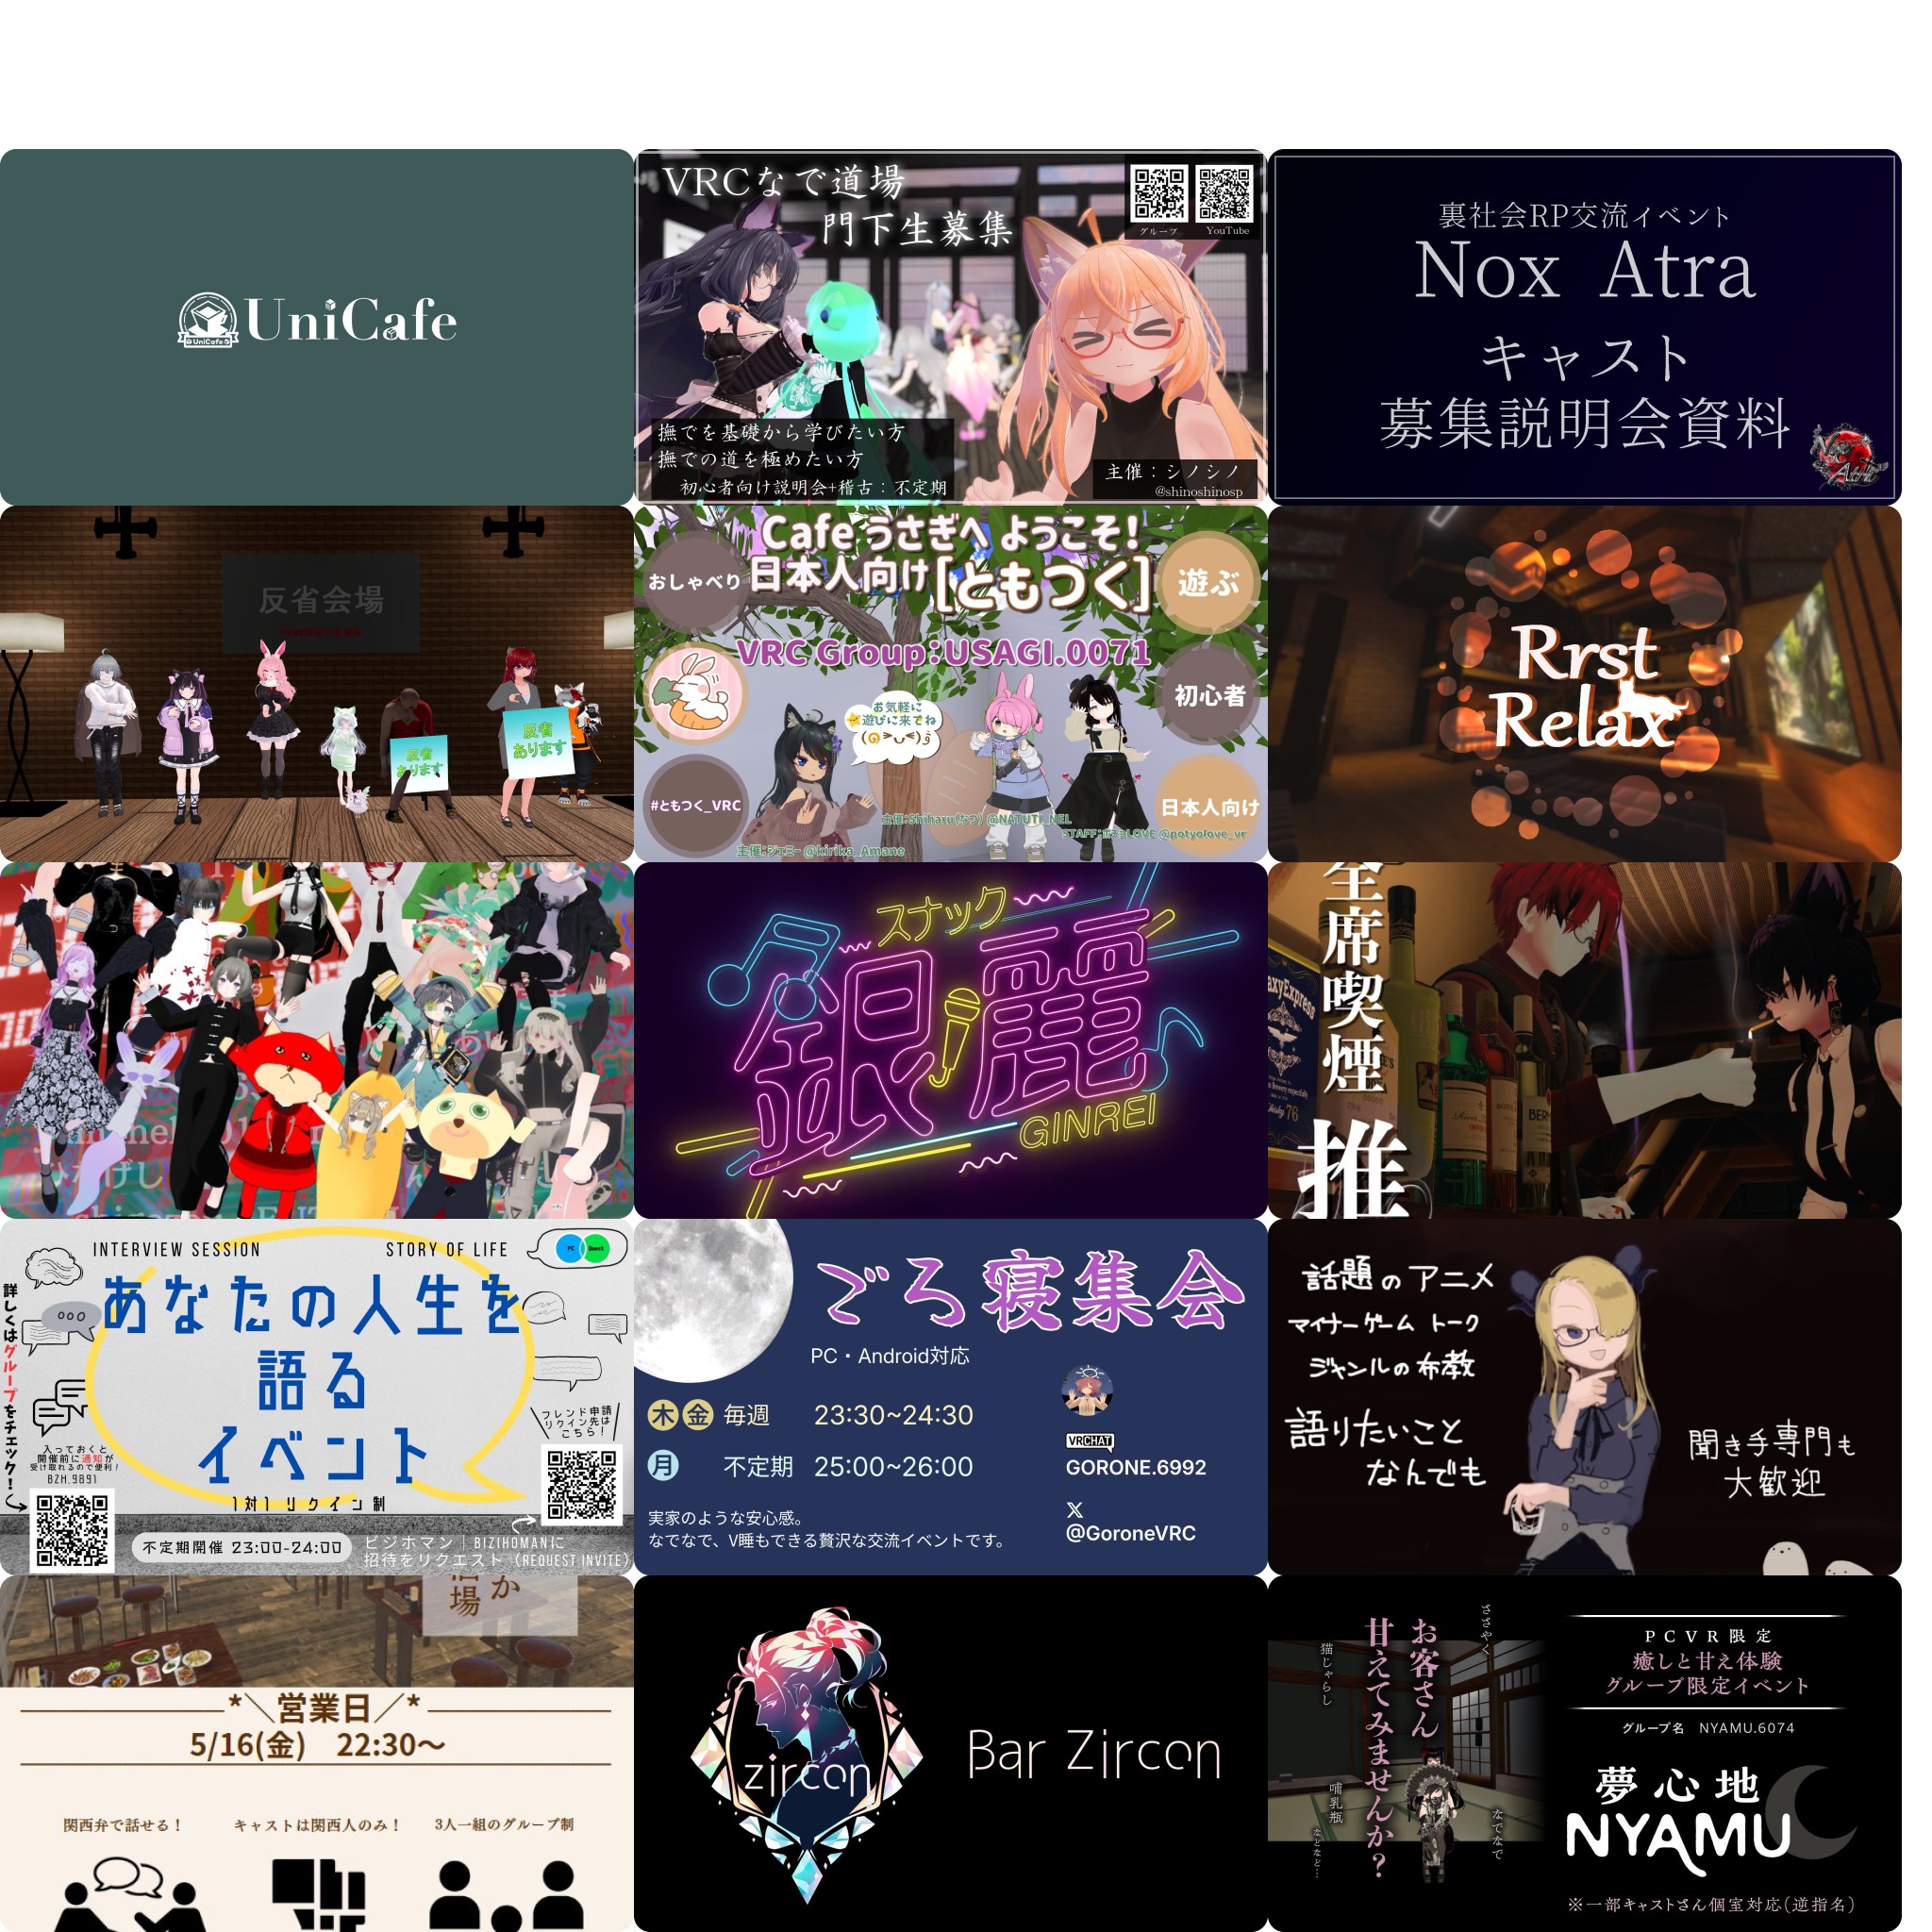 UniCafe
UniCafe
VRCなで道場
門下生募集
グループ
YouTube
撫でを基礎から学びたい方
撫での道を極めたい方
初心者向け説明会+稽古：不定期
主催：シノシノ
@shinoshinosp
裏社会RP交流イベント
Nox Atra
キャスト
募集説明会資料
反省会場
反省
あります
反省
あります
Cafe うさぎへ ようこそ！
日本人向け[ともつく]
おしゃべり
遊ぶ
VRC Group:USAGI.0071
初心者
お気軽に
遊びに来てね
#ともつく_VRC
日本人向け
主催:Shiharu(なつ) @NATUTI_NEL
STAFF:ポチョLOVE @potyolove_vr
主催:ジェミー @kirika_Amane
Rrst
Relax
スナック
銀麗
GINREI
全席喫煙
推
INTERVIEW SESSION
STORY OF LIFE
PC
Quest
あなたの人生を
語る
イベント
1対1リクイン制
詳しくはグループをチェック！
入っておくと
開催前に通知が
受け取れるので便利！
BZH.9891
フレンド申請
リクイン先は
こちら！
不定期開催 23:00-24:00
ビジホマン｜BIZIHOMANに
招待をリクエスト（REQUEST INVITE）
ごろ寝集会
PC・Android対応
木 金 毎週 23:30~24:30
月 不定期 25:00~26:00
VRCHAT
GORONE.6992
X
@GoroneVRC
実家のような安心感。
なでなで、V睡もできる贅沢な交流イベントです。
話題のアニメ
マイナーゲーム トーク
ジャンルの布教
語りたいこと
なんでも
聞き手専門も
大歓迎
か
酒場
*＼営業日／*
5/16(金) 22:30〜
関西弁で話せる！
キャストは関西人のみ！
3人一組のグループ制
zircon
Bar Zircon
ささやく
お客さん
甘えてみませんか？
猫じゃらし
哺乳瓶
なでなで
などなど…
PCVR限定
癒しと甘え体験
グループ限定イベント
グループ名 NYAMU.6074
夢心地
NYAMU
※一部キャストさん個室対応(逆指名)